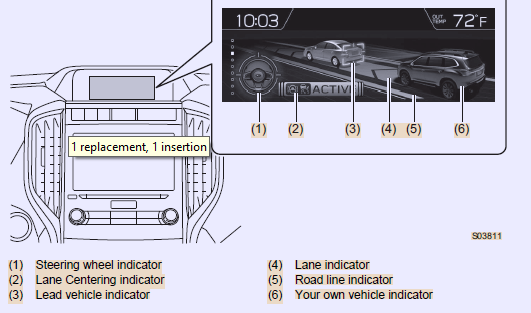 10:03
OUT TEMP 72°F
ACTIVE
(1) (2) (3) (4) (5) (6)
1 replacement, 1 insertion
S03811
(1) Steering wheel indicator
(2) Lane Centering indicator
(3) Lead vehicle indicator
(4) Lane indicator
(5) Road line indicator
(6) Your own vehicle indicator